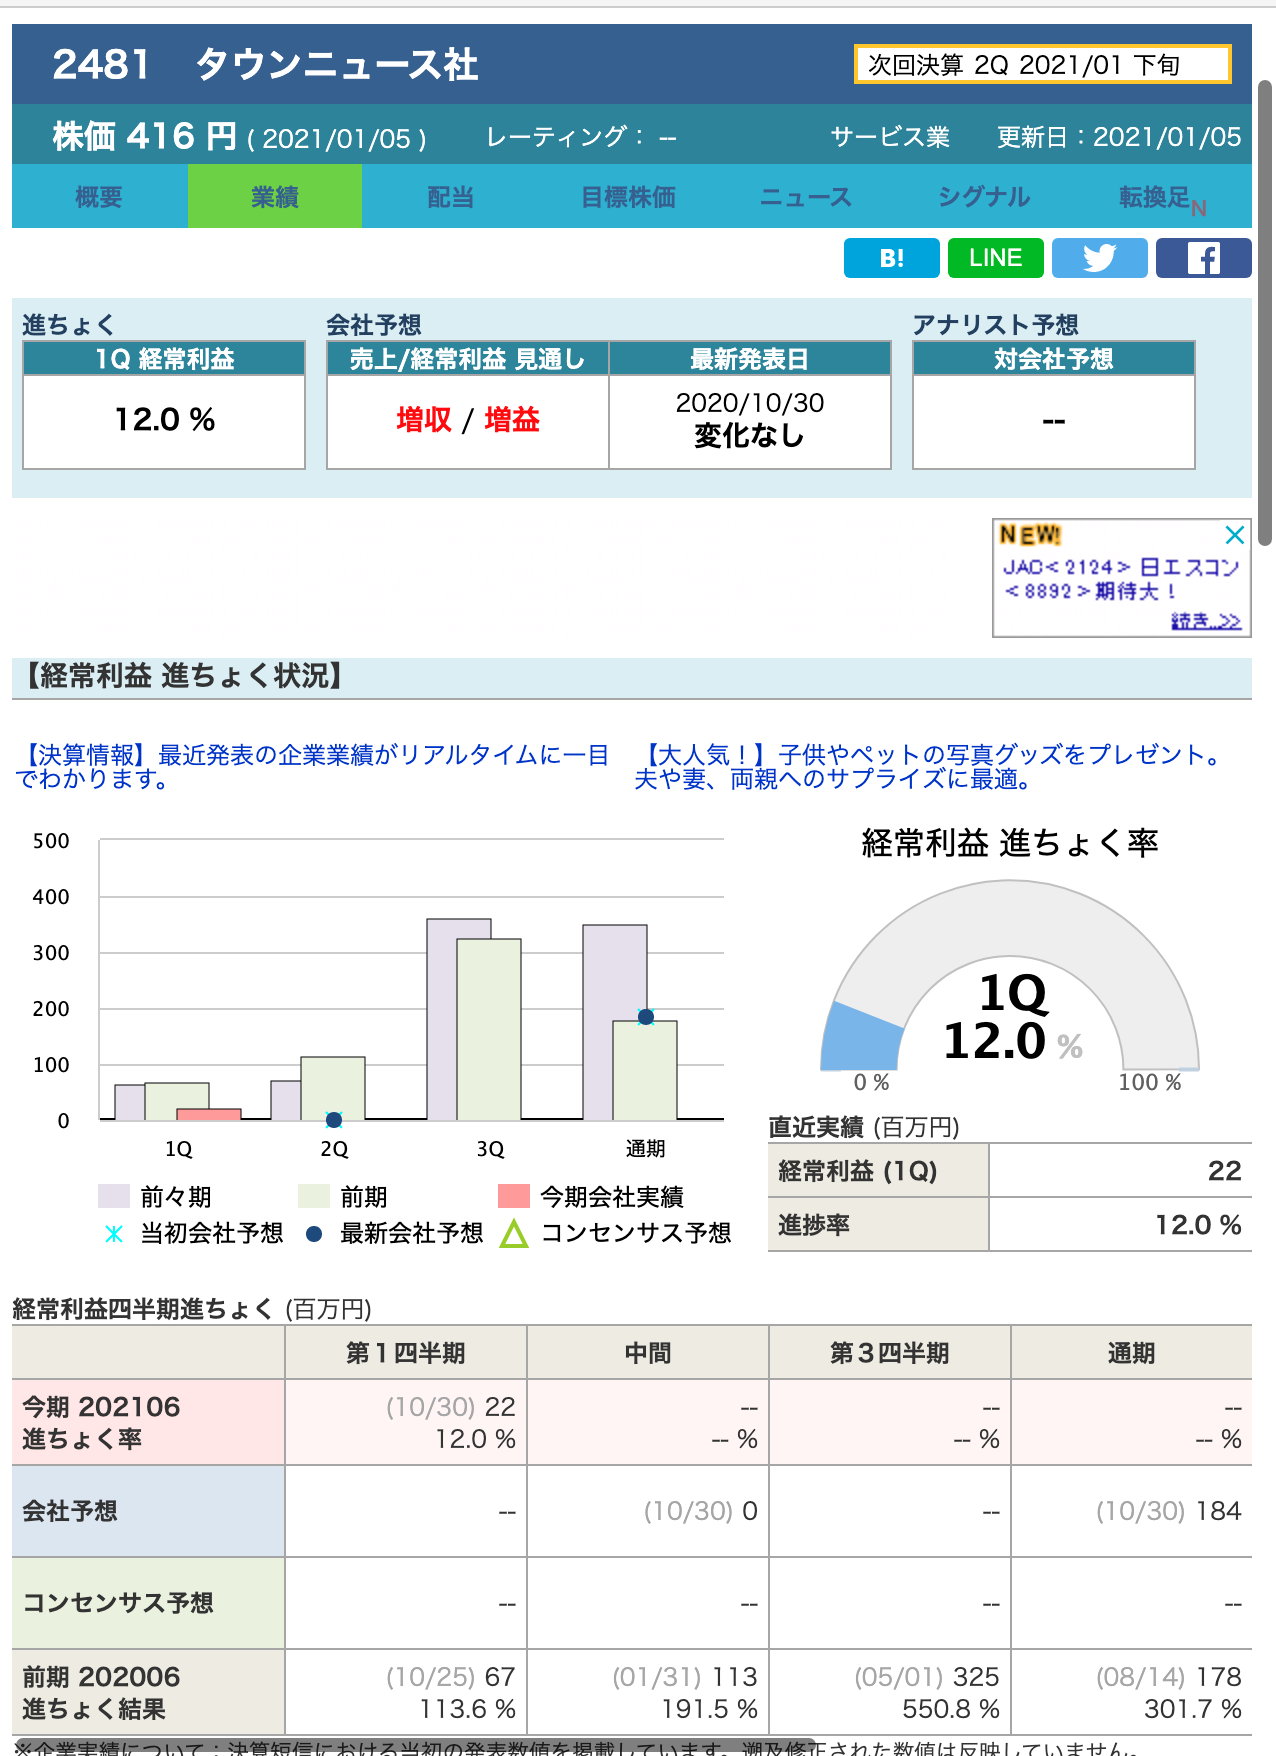 2481 タウンニュース社
次回決算 2Q 2021/01 下旬
株価 416 円 ( 2021/01/05 ) レーティング： -- サービス業 更新日：2021/01/05
概要 業績 配当 目標株価 ニュース シグナル 転換足N
B! LINE
進ちょく 会社予想 アナリスト予想
1Q 経常利益 売上/経常利益 見通し 最新発表日 対会社予想
12.0 % 増収 / 増益 2020/10/30 --
変化なし
NEW!
JAC<2124> 日エスコン
<8892>期待大！
続き..>>
【経常利益 進ちょく状況】
【決算情報】最近発表の企業業績がリアルタイムに一目
でわかります。
【大人気！】子供やペットの写真グッズをプレゼント。
夫や妻、両親へのサプライズに最適。
500
400
300
200
100
0
1Q 2Q 3Q 通期
前々期 前期 今期会社実績
当初会社予想 最新会社予想 コンセンサス予想
経常利益 進ちょく率
1Q
12.0 %
0 % 100 %
直近実績 (百万円)
経常利益 (1Q) 22
進捗率 12.0 %
経常利益四半期進ちょく (百万円)
第１四半期 中間 第３四半期 通期
今期 202106 (10/30) 22 -- -- --
進ちょく率 12.0 % -- % -- % -- %
会社予想 -- (10/30) 0 -- (10/30) 184
コンセンサス予想 -- -- -- --
前期 202006 (10/25) 67 (01/31) 113 (05/01) 325 (08/14) 178
進ちょく結果 113.6 % 191.5 % 550.8 % 301.7 %
※企業実績について：決算短信における当初の発表数値を掲載しています。遡及修正された数値は反映していません。